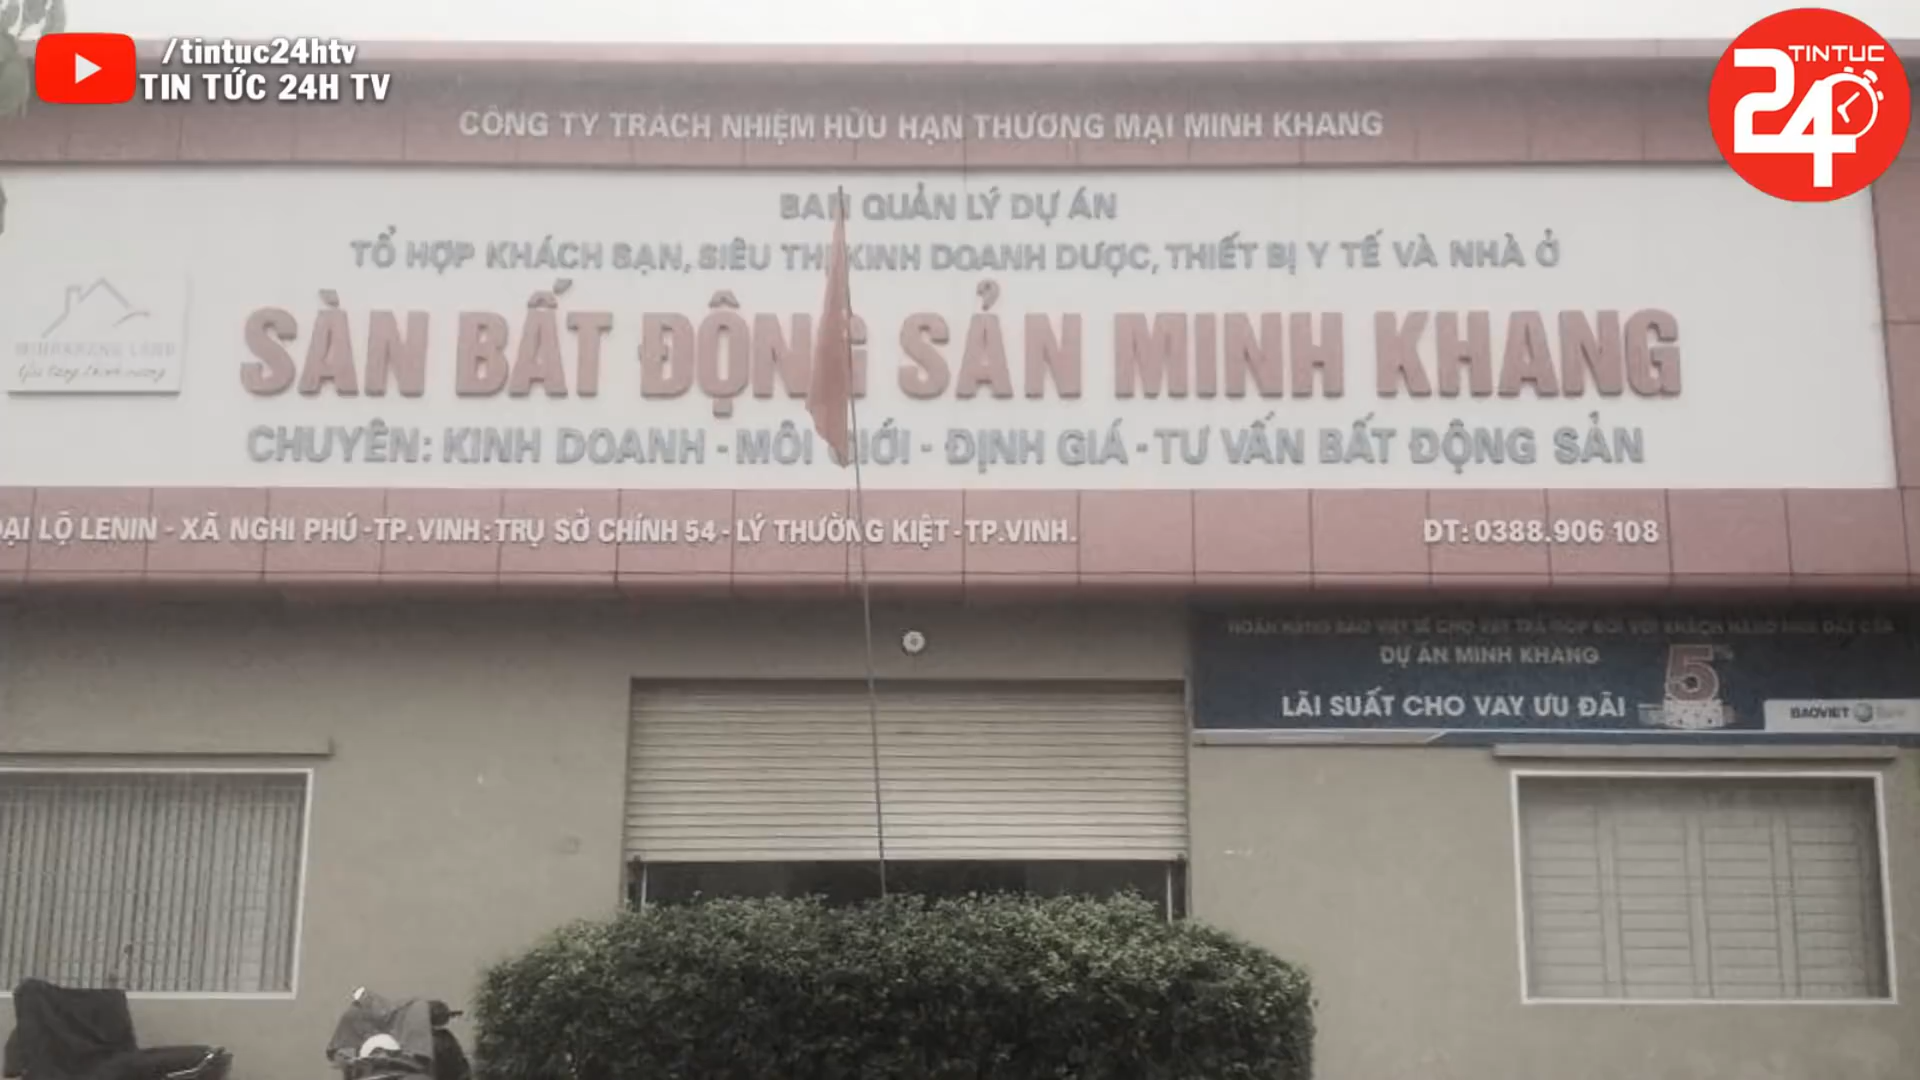 /tintuc24htv
TIN TỨC 24H TV
TINTUC
24
CÔNG TY TRÁCH NHIỆM HỮU HẠN THƯƠNG MẠI MINH KHANG
BAN QUẢN LÝ DỰ ÁN
TỔ HỢP KHÁCH SẠN, SIÊU THỊ KINH DOANH DƯỢC, THIẾT BỊ Y TẾ VÀ NHÀ Ở
MINHKHANG LAND
SÀN BẤT ĐỘNG SẢN MINH KHANG
CHUYÊN: KINH DOANH - MÔI GIỚI - ĐỊNH GIÁ - TƯ VẤN BẤT ĐỘNG SẢN
ĐẠI LỘ LENIN - XÃ NGHI PHÚ - TP.VINH: TRỤ SỞ CHÍNH 54 - LÝ THƯỜNG KIỆT - TP.VINH.
ĐT: 0388.906 108
DỰ ÁN MINH KHANG
5%
LÃI SUẤT CHO VAY ƯU ĐÃI
BAOVIET Bank